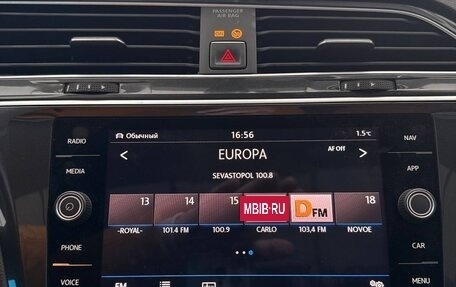 PASSENGER
AIR BAG
ON
RADIO
MEDIA
PHONE
VOICE
NAV
APP
CAR
MENU
Обычный 16:56 1.5°C
EUROPA AF Off
SEVASTOPOL 100.8
13 14 15 18
MBIB·RU DFM
-ROYAL- 101.4 FM 100.9 CARLO 103,4 FM NOVOE
FM